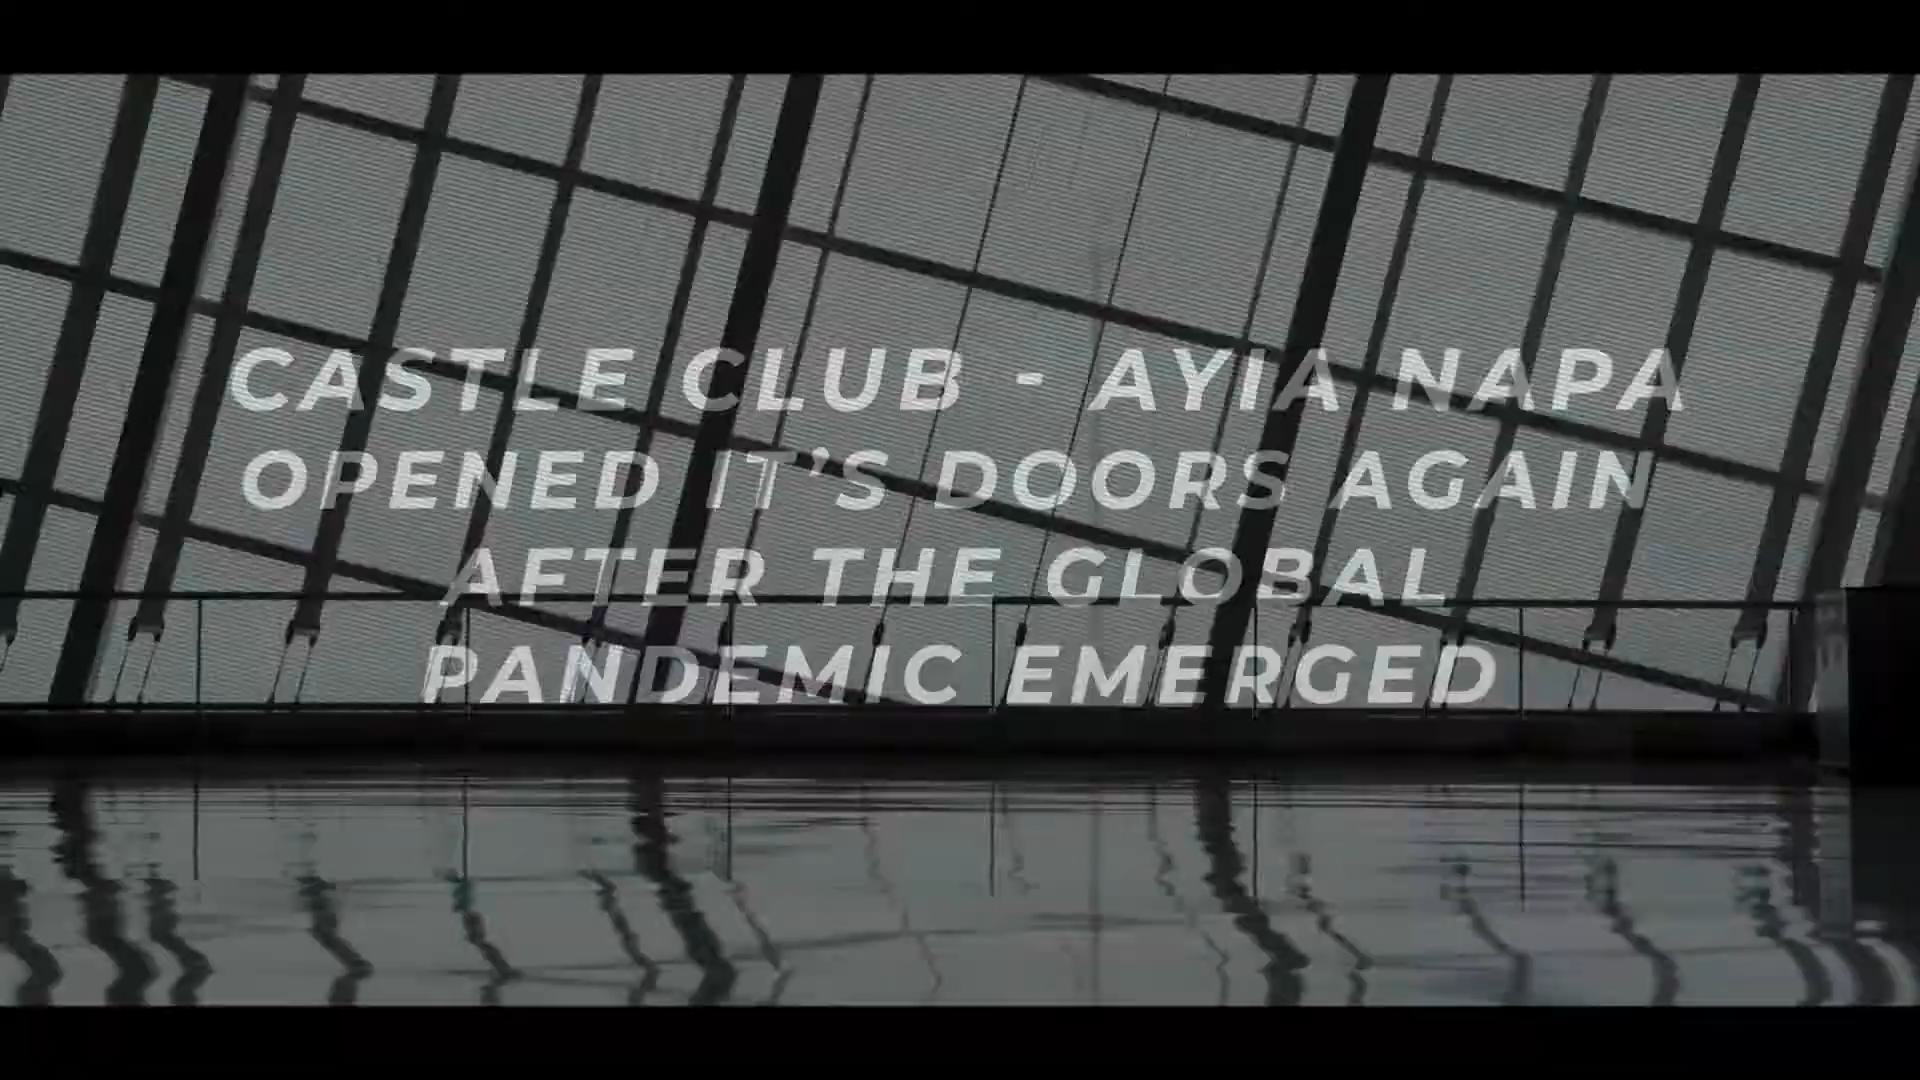 CASTLE CLUB - AYIA NAPA
OPENED IT'S DOORS AGAIN
AFTER THE GLOBAL
PANDEMIC EMERGED